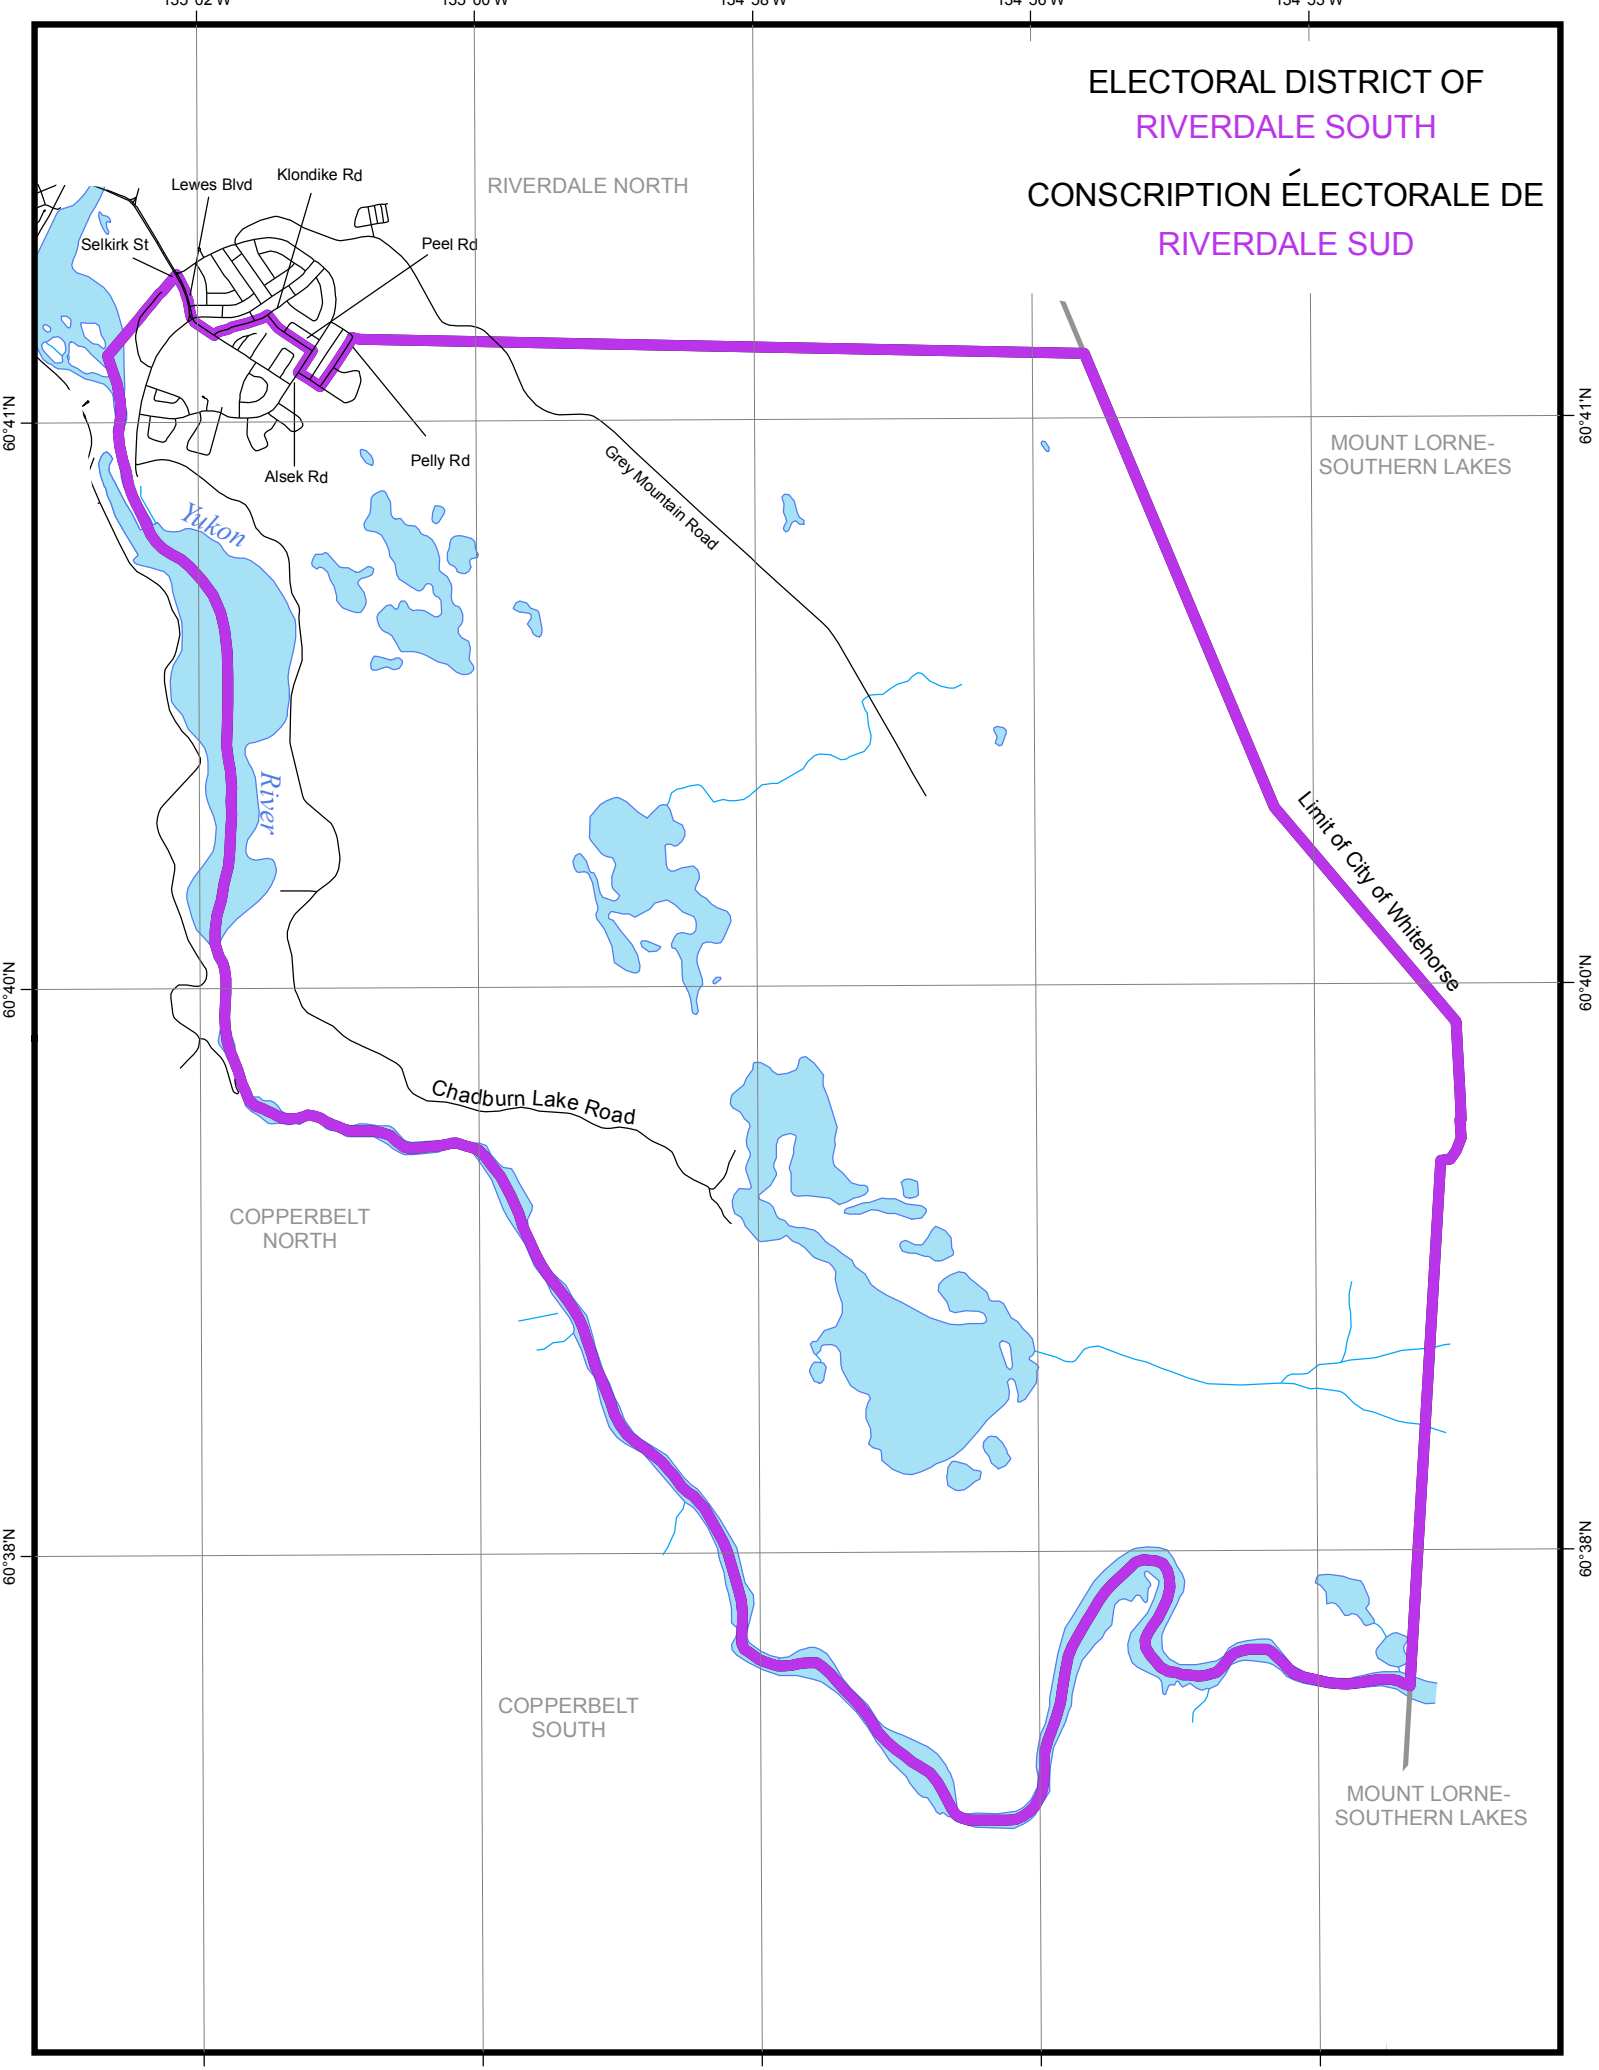 ELECTORAL DISTRICT OF
RIVERDALE SOUTH
CONSCRIPTION ÉLECTORALE DE
RIVERDALE SUD
RIVERDALE NORTH
Lewes Blvd
Klondike Rd
Selkirk St
Peel Rd
Alsek Rd
Pelly Rd
60°41'N
60°41'N
MOUNT LORNE-
SOUTHERN LAKES
Grey Mountain Road
Yukon
River
Limit of City of Whitehorse
60°40'N
60°40'N
Chadburn Lake Road
COPPERBELT
NORTH
60°38'N
60°38'N
COPPERBELT
SOUTH
MOUNT LORNE-
SOUTHERN LAKES